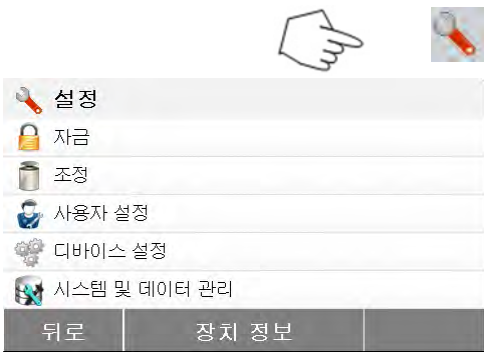 설정
자금
조정
사용자 설정
디바이스 설정
시스템 및 데이터 관리
뒤로 장치 정보